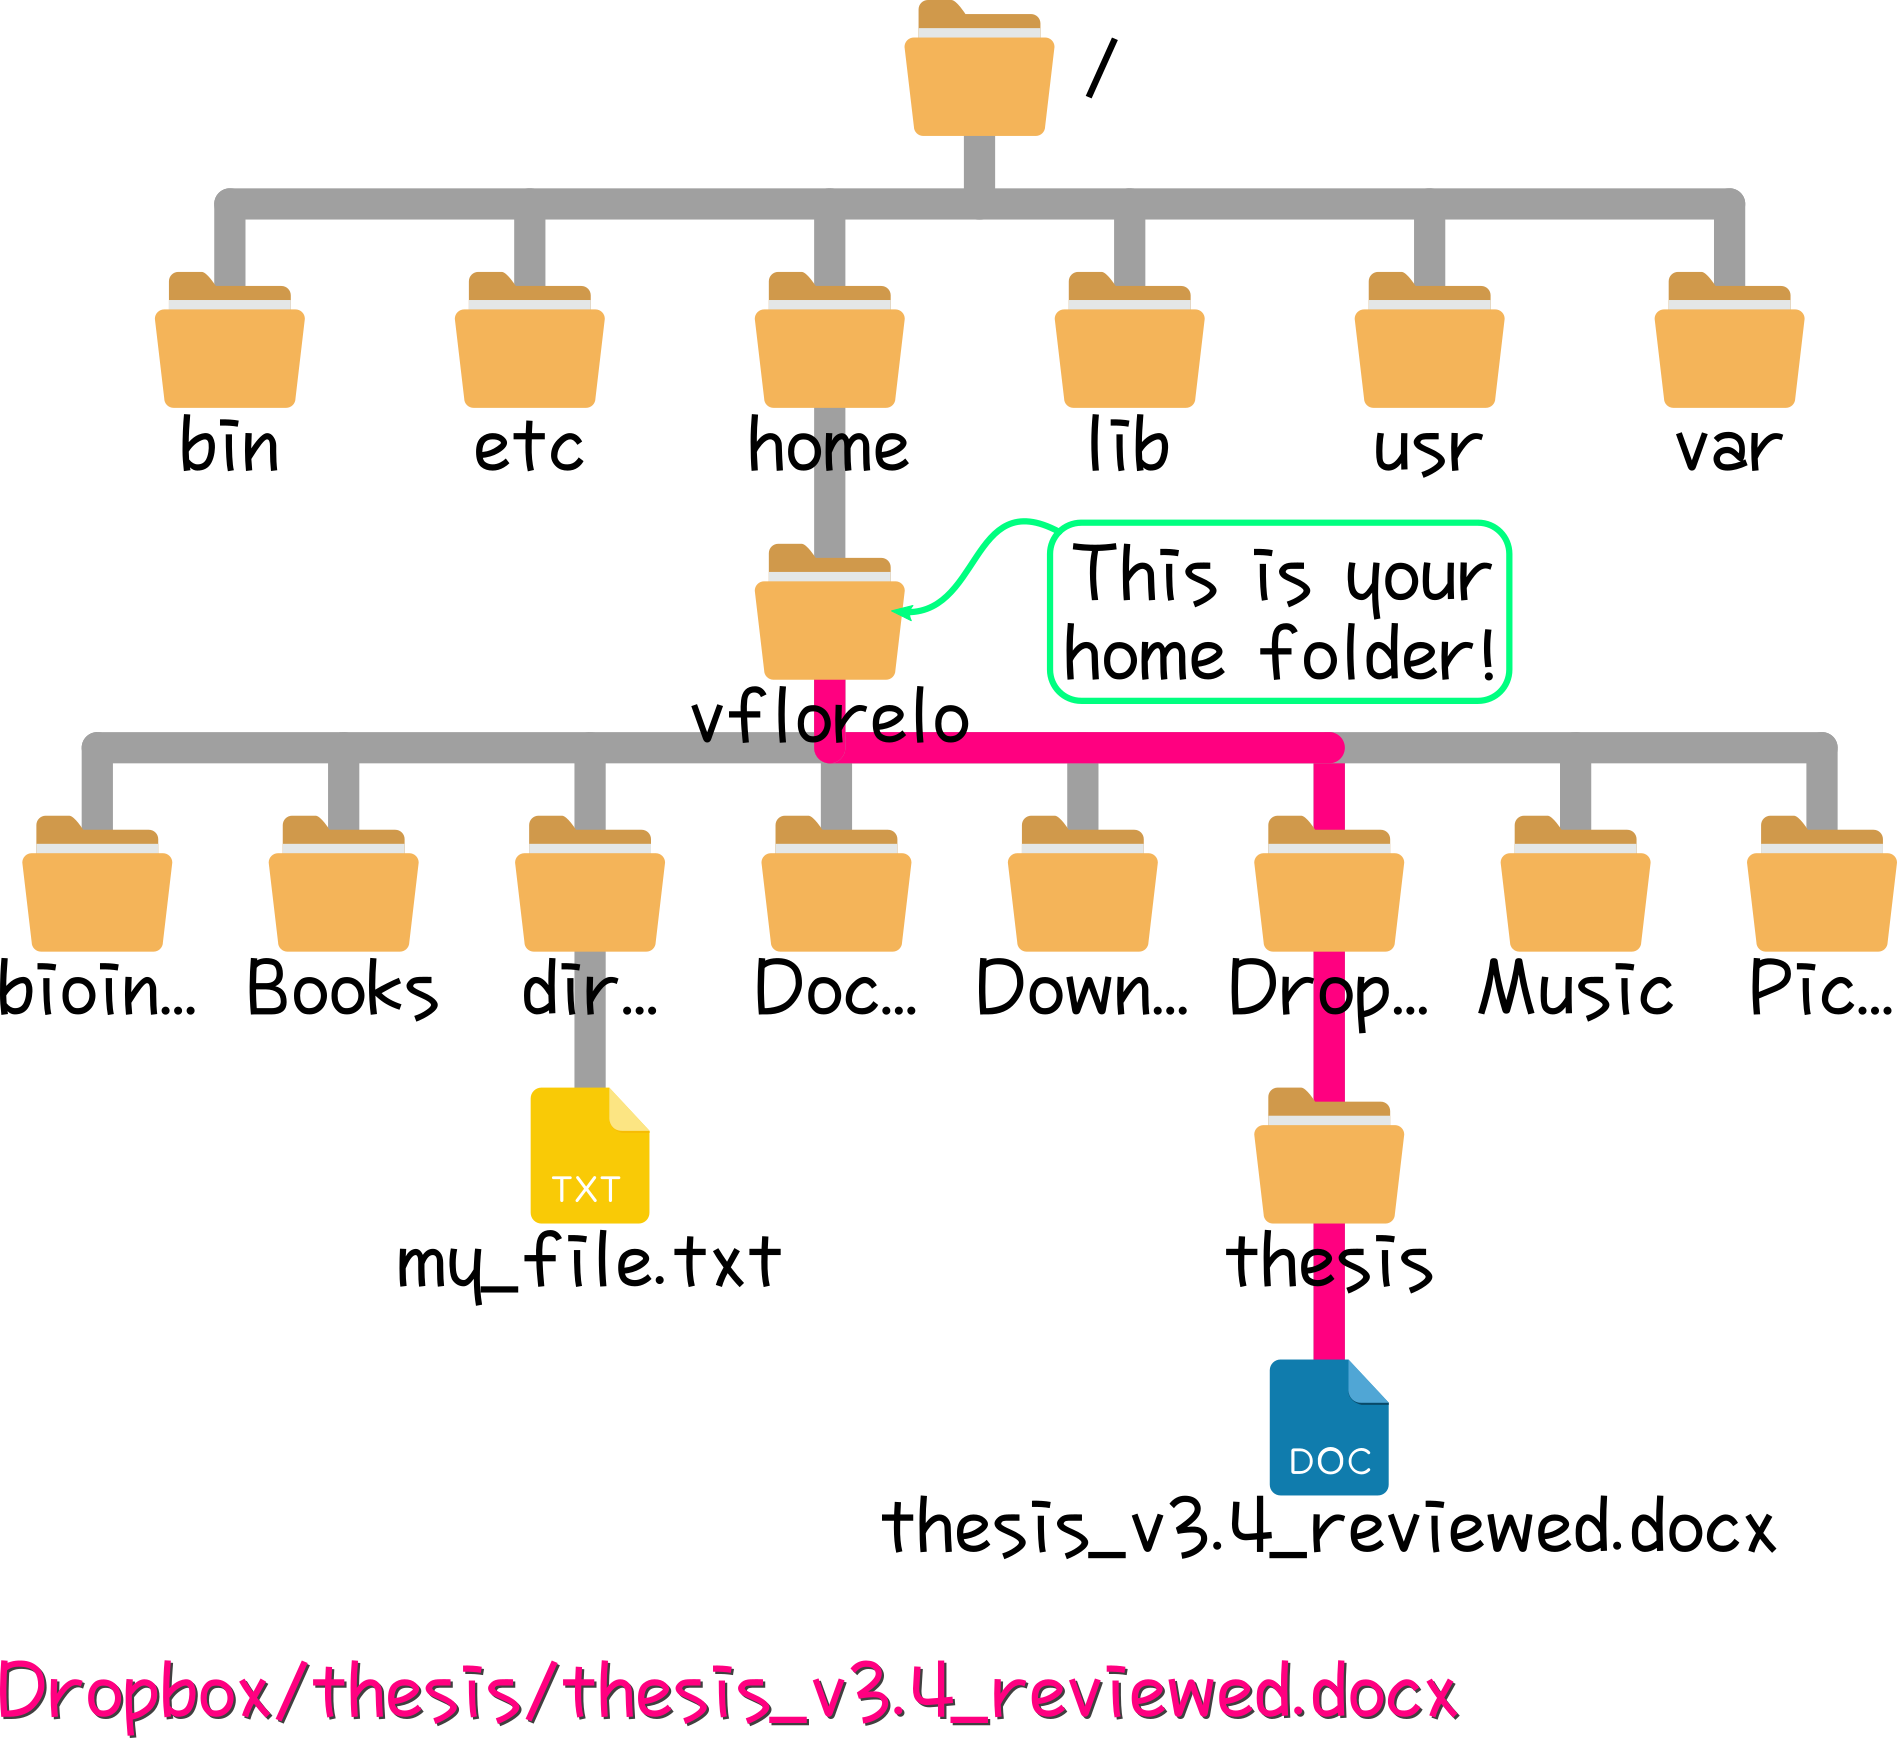 /
bin etc home lib usr var
This is your
home folder!
vflorelo
bioin... Books dir... Doc... Down... Drop... Music Pic...
TXT
my_file.txt thesis
DOC
thesis_v3.4_reviewed.docx
Dropbox/thesis/thesis_v3.4_reviewed.docx